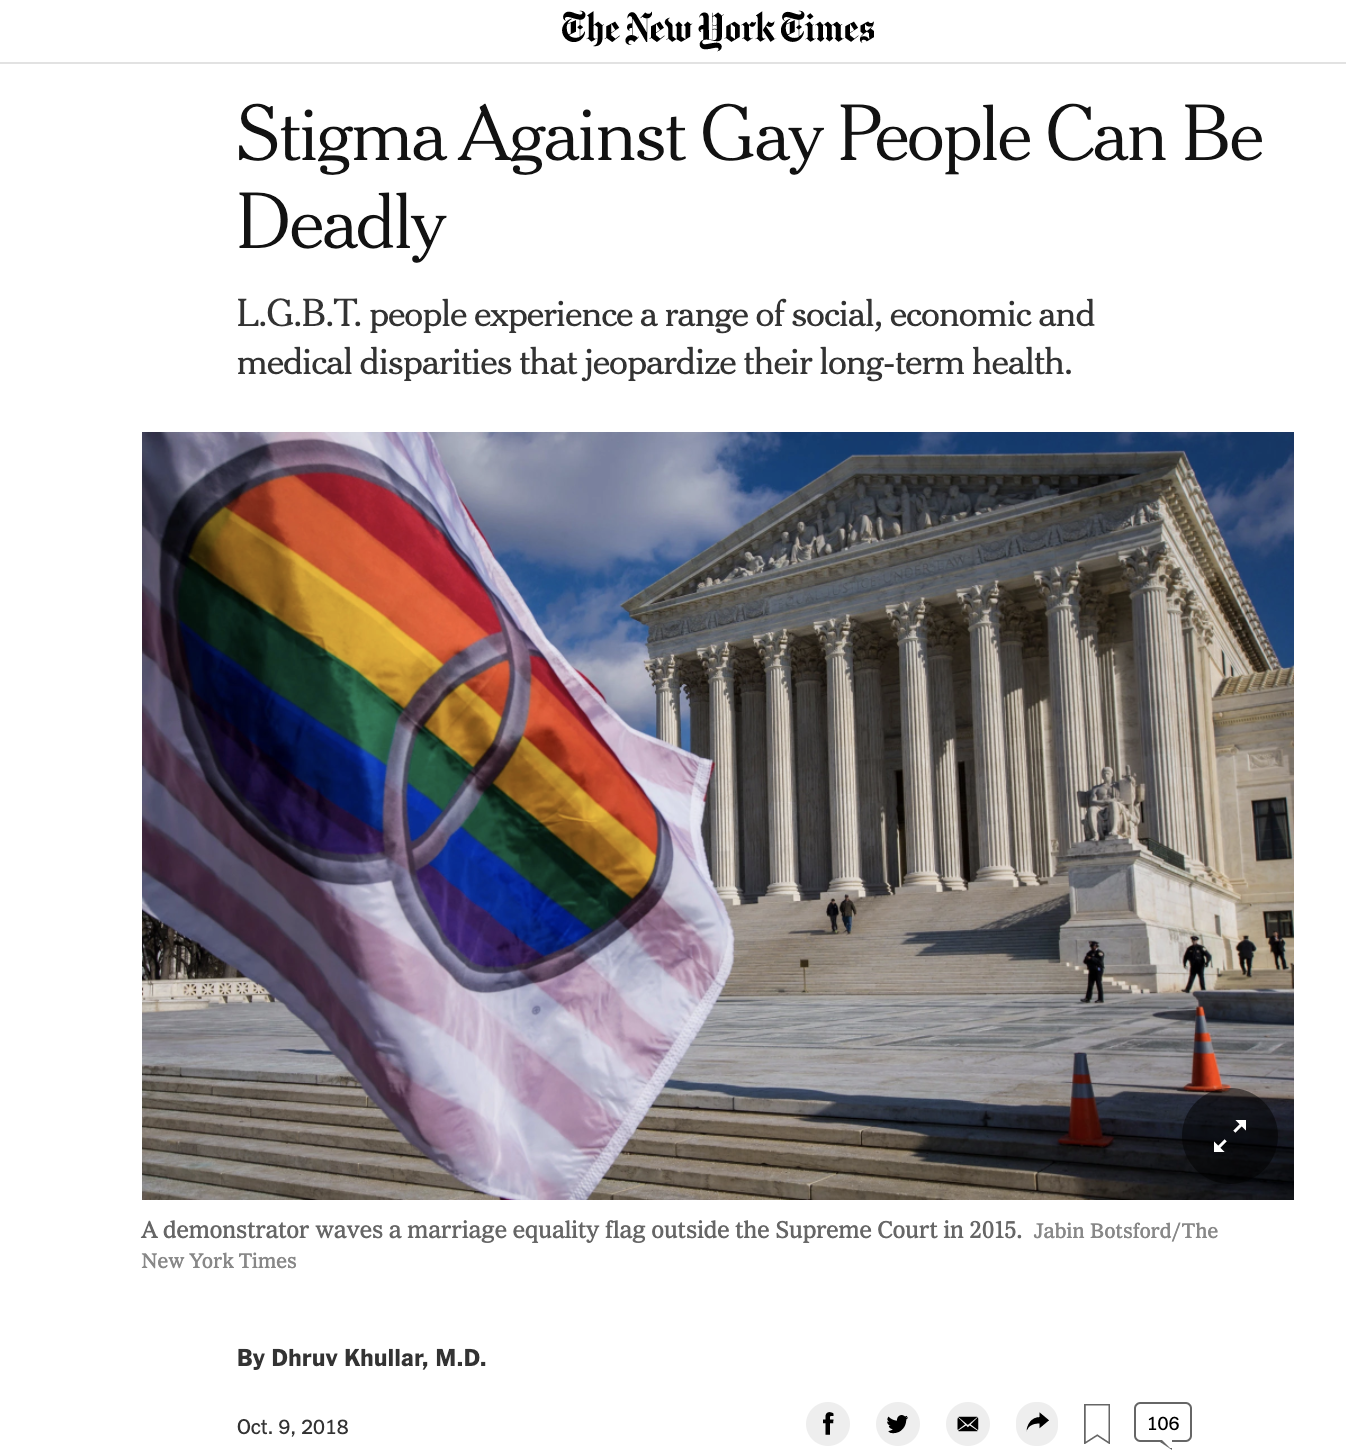 The New York Times
Stigma Against Gay People Can Be
Deadly
L.G.B.T. people experience a range of social, economic and
medical disparities that jeopardize their long-term health.
A demonstrator waves a marriage equality flag outside the Supreme Court in 2015. Jabin Botsford/The
New York Times
By Dhruv Khullar, M.D.
Oct. 9, 2018
106